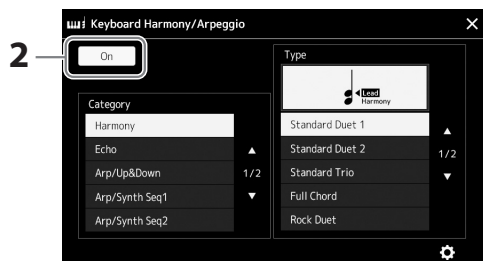 Keyboard Harmony/Arpeggio
2
On
Category
Harmony
Echo
Arp/Up&Down
Arp/Synth Seq1
Arp/Synth Seq2
1/2
Type
Lead
Harmony
Standard Duet 1
Standard Duet 2
Standard Trio
Full Chord
Rock Duet
1/2